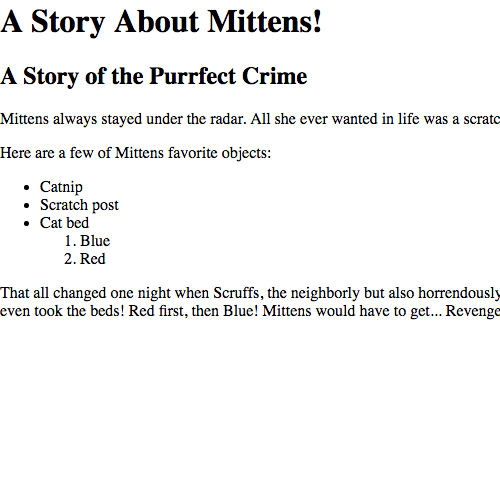 A Story About Mittens!
A Story of the Purrfect Crime
Mittens always stayed under the radar. All she ever wanted in life was a
Here are a few of Mittens favorite objects:
• Catnip
• Scratch post
• Cat bed
1. Blue
2. Red
That all changed one night when Scruffs, the neighborly but also horrendously
even took the beds! Red first, then Blue! Mittens would have to get... Revenge